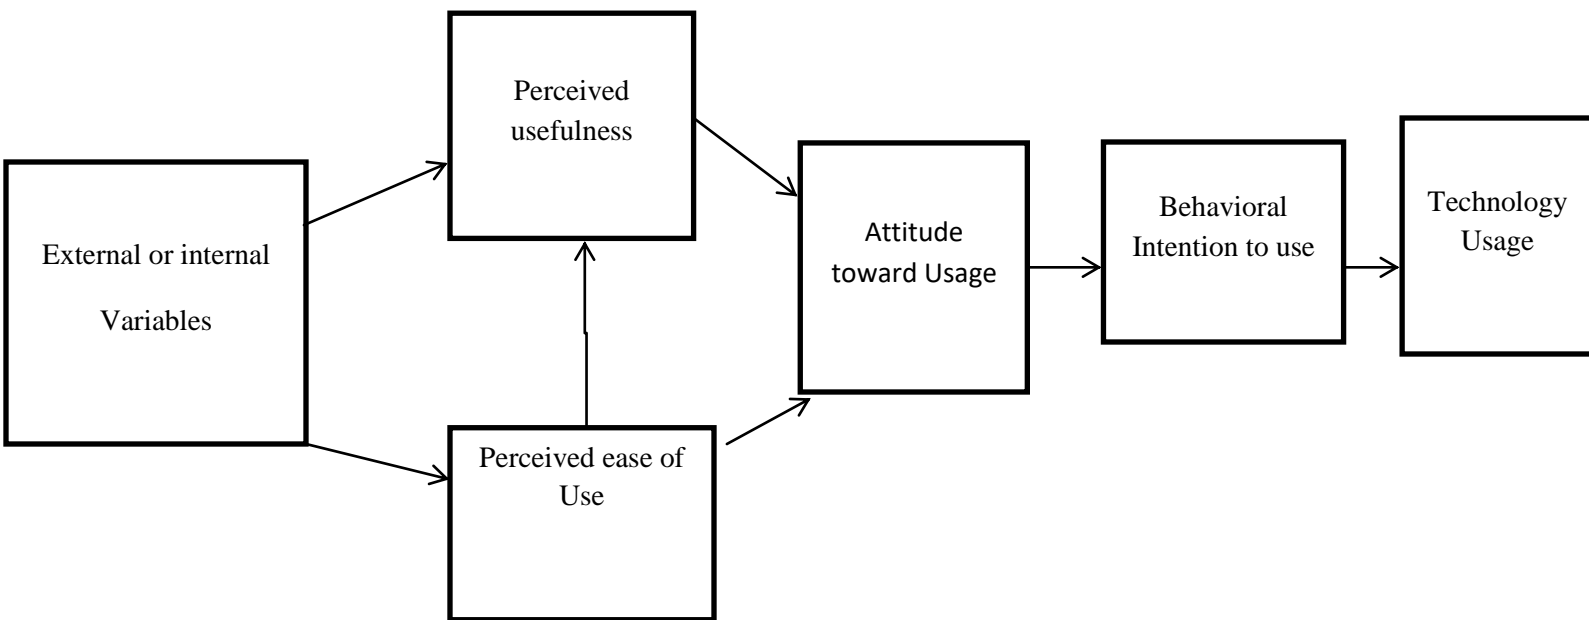 Perceived
usefulness
External or internal
Variables
Perceived ease of
Use
Attitude
toward Usage
Behavioral
Intention to use
Technology
Usage